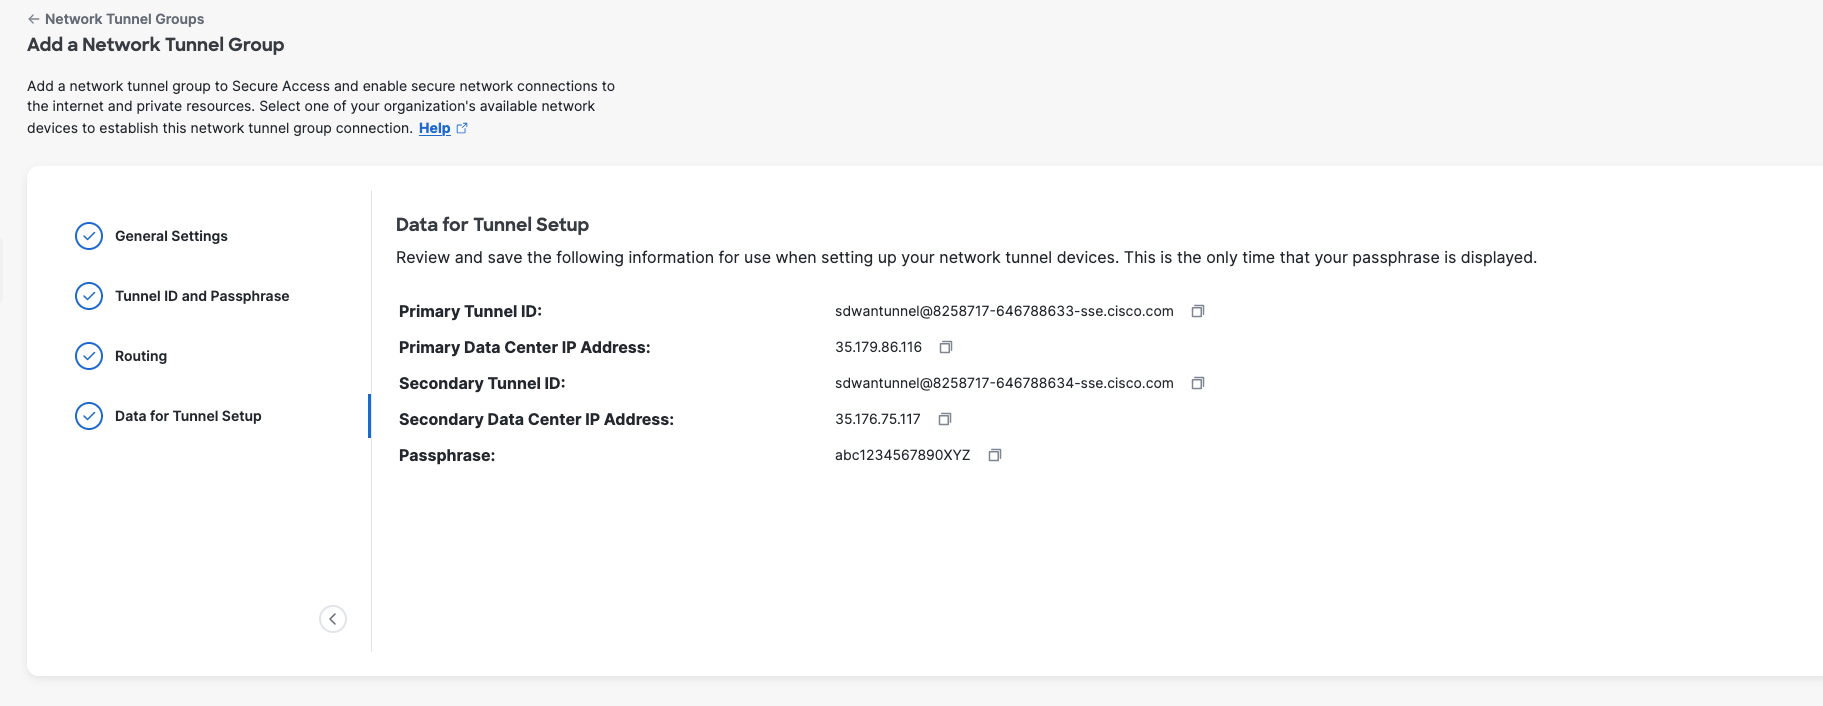 ← Network Tunnel Groups
Add a Network Tunnel Group
Add a network tunnel group to Secure Access and enable secure network connections to
the internet and private resources. Select one of your organization's available network
devices to establish this network tunnel group connection. Help
General Settings
Tunnel ID and Passphrase
Routing
Data for Tunnel Setup
Data for Tunnel Setup
Review and save the following information for use when setting up your network tunnel devices. This is the only time that your passphrase is displayed.
Primary Tunnel ID: sdwantunnel@8258717-646788633-sse.cisco.com
Primary Data Center IP Address: 35.179.86.116
Secondary Tunnel ID: sdwantunnel@8258717-646788634-sse.cisco.com
Secondary Data Center IP Address: 35.176.75.117
Passphrase: abc1234567890XYZ